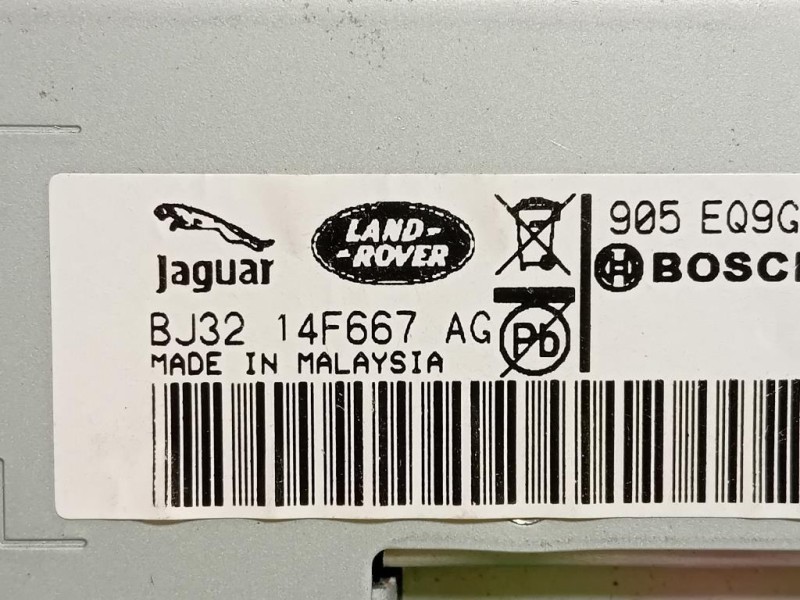 Jaguar
LAND-
-ROVER
905 EQ9G
BOSCH
BJ32 14F667 AG
Pb
MADE IN MALAYSIA